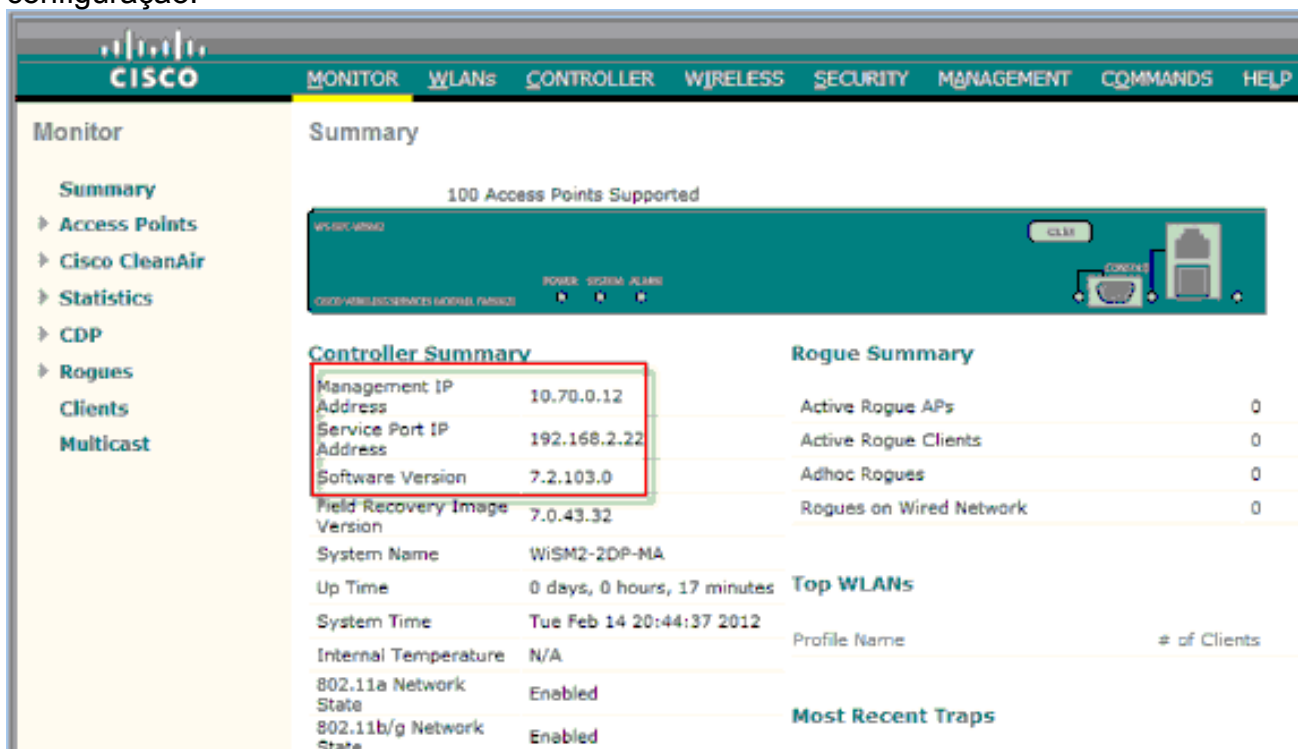 configuração.
CISCO
MONITOR WLANs CONTROLLER WIRELESS SECURITY MANAGEMENT COMMANDS HELP
Monitor
Summary
Access Points
Cisco CleanAir
Statistics
CDP
Rogues
Clients
Multicast
Summary
100 Access Points Supported
POWER SYSTEM ALARM
Controller Summary
Management IP
Address
10.70.0.12
Service Port IP
Address
192.168.2.22
Software Version 7.2.103.0
Field Recovery Image
Version
7.0.43.32
System Name WiSM2-2DP-MA
Up Time 0 days, 0 hours, 17 minutes
System Time Tue Feb 14 20:44:37 2012
Internal Temperature N/A
802.11a Network
State
Enabled
802.11b/g Network
State
Enabled
Rogue Summary
Active Rogue APs 0
Active Rogue Clients 0
Adhoc Rogues 0
Rogues on Wired Network 0
Top WLANs
Profile Name # of Clients
Most Recent Traps